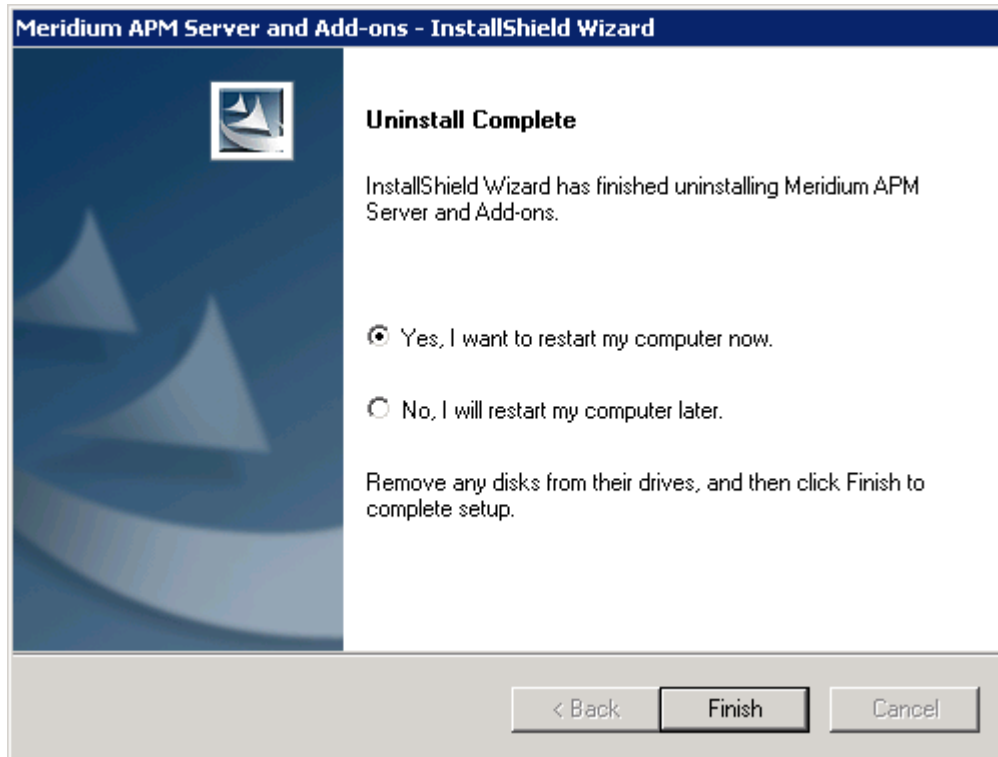 Meridium APM Server and Add-ons - InstallShield Wizard
Uninstall Complete
InstallShield Wizard has finished uninstalling Meridium APM
Server and Add-ons.
Yes, I want to restart my computer now.
No, I will restart my computer later.
Remove any disks from their drives, and then click Finish to
complete setup.
< Back
Finish
Cancel